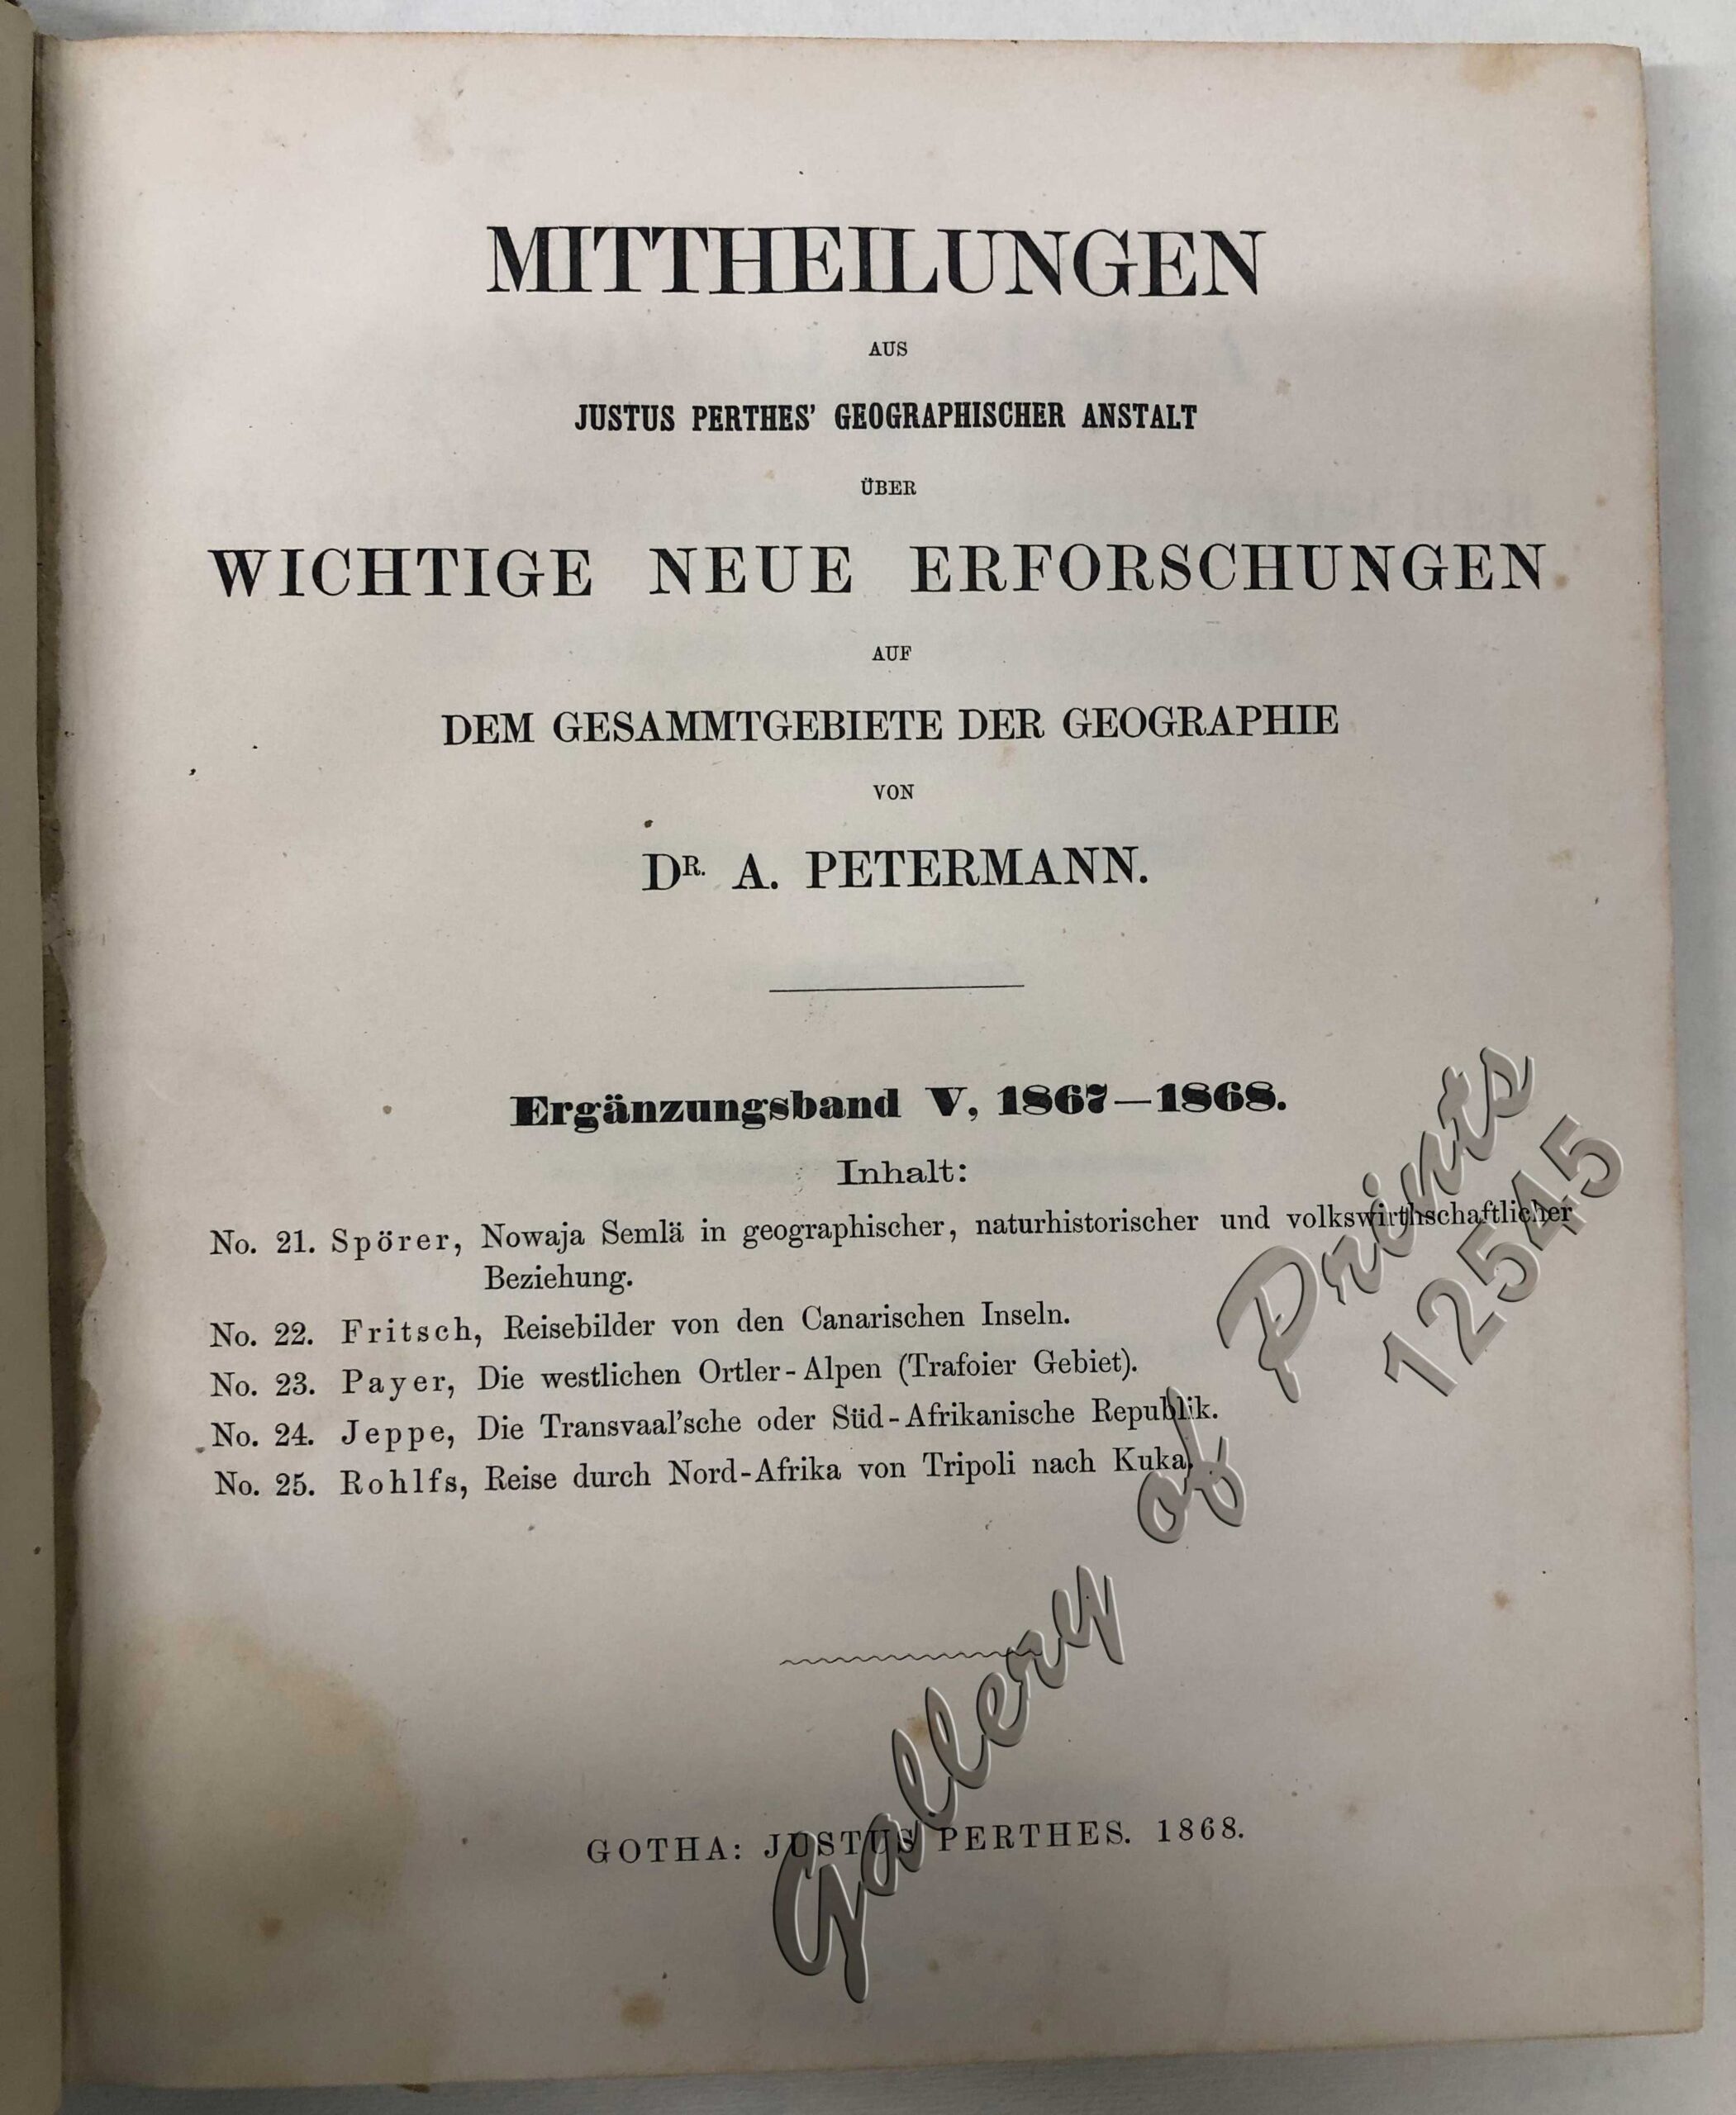 MITTHEILUNGEN
AUS
JUSTUS PERTHES' GEOGRAPHISCHER ANSTALT
ÜBER
WICHTIGE NEUE ERFORSCHUNGEN
AUF
DEM GESAMMTGEBIETE DER GEOGRAPHIE
VON
DR. A. PETERMANN.
Ergänzungsband V, 1867—1868.
Inhalt:
No. 21. Spörer, Nowaja Semlä in geographischer, naturhistorischer und volkswirthschaftlicher
Beziehung.
No. 22. Fritsch, Reisebilder von den Canarischen Inseln.
No. 23. Payer, Die westlichen Ortler-Alpen (Trafoier Gebiet).
No. 24. Jeppe, Die Transvaal'sche oder Süd-Afrikanische Republik.
No. 25. Rohlfs, Reise durch Nord-Afrika von Tripoli nach Kuka.
GOTHA: JUSTUS PERTHES. 1868.
Gallery of Prints
12545